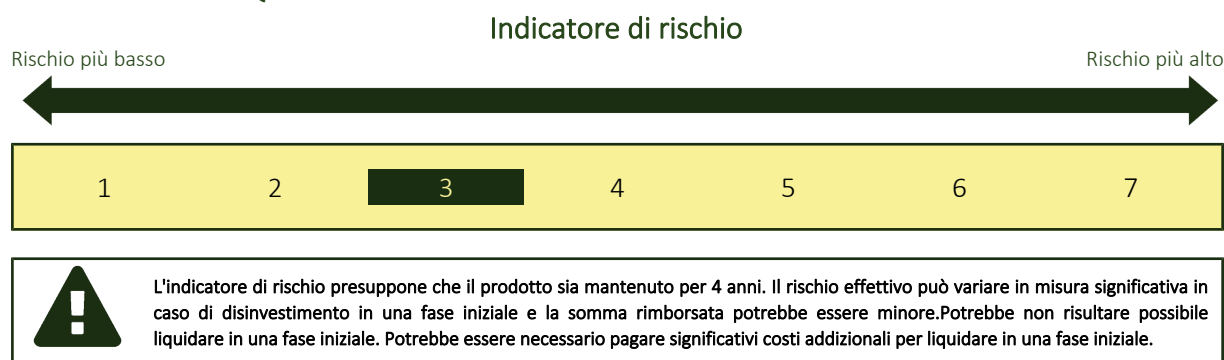 Indicatore di rischio
Rischio più basso
Rischio più alto
1 2 3 4 5 6 7
L'indicatore di rischio presuppone che il prodotto sia mantenuto per 4 anni. Il rischio effettivo può variare in misura significativa in
caso di disinvestimento in una fase iniziale e la somma rimborsata potrebbe essere minore.Potrebbe non risultare possibile
liquidare in una fase iniziale. Potrebbe essere necessario pagare significativi costi addizionali per liquidare in una fase iniziale.